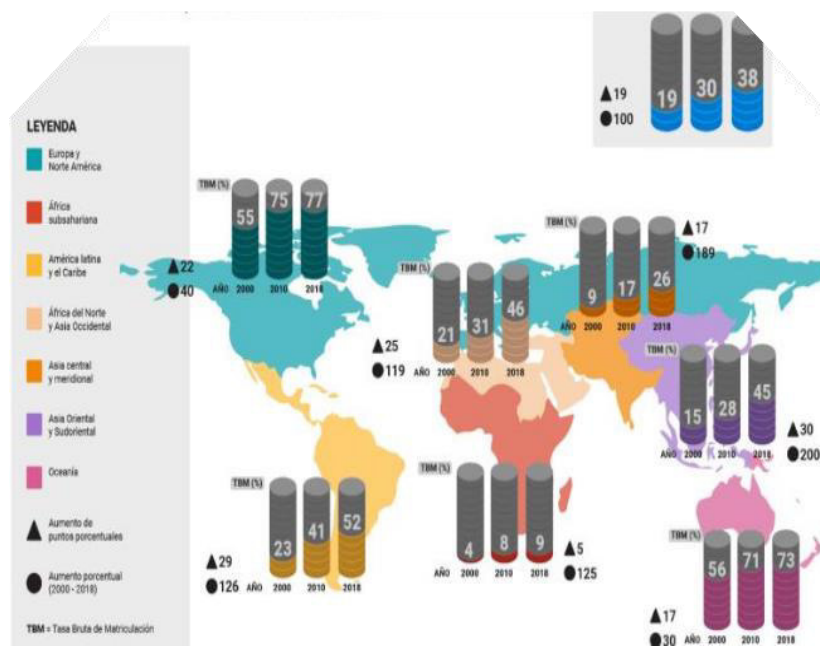 19 30 38
▲19
●100
LEYENDA
Europa y
Norte América
África
subsahariana
América latina
y el Caribe
África del Norte
y Asia Occidental
Asia central
y meridional
Asia Oriental
y Sudoriental
Oceanía
Aumento de
puntos porcentuales
Aumento porcentual
(2000 - 2018)
TBM = Tasa Bruta de Matriculación
TBM (%)
55 75 77
▲22
●40
AÑO 2000 2010 2018
TBM (%)
21 31 46
▲25
●119
AÑO 2000 2010 2018
TBM (%)
9 17 26
▲17
●189
AÑO 2000 2010 2018
TBM (%)
15 28 45
▲30
●200
AÑO 2000 2010 2018
TBM (%)
23 41 52
▲29
●126
AÑO 2000 2010 2018
TBM (%)
4 8 9
▲5
●125
AÑO 2000 2010 2018
TBM (%)
56 71 73
▲17
●30
AÑO 2000 2010 2018